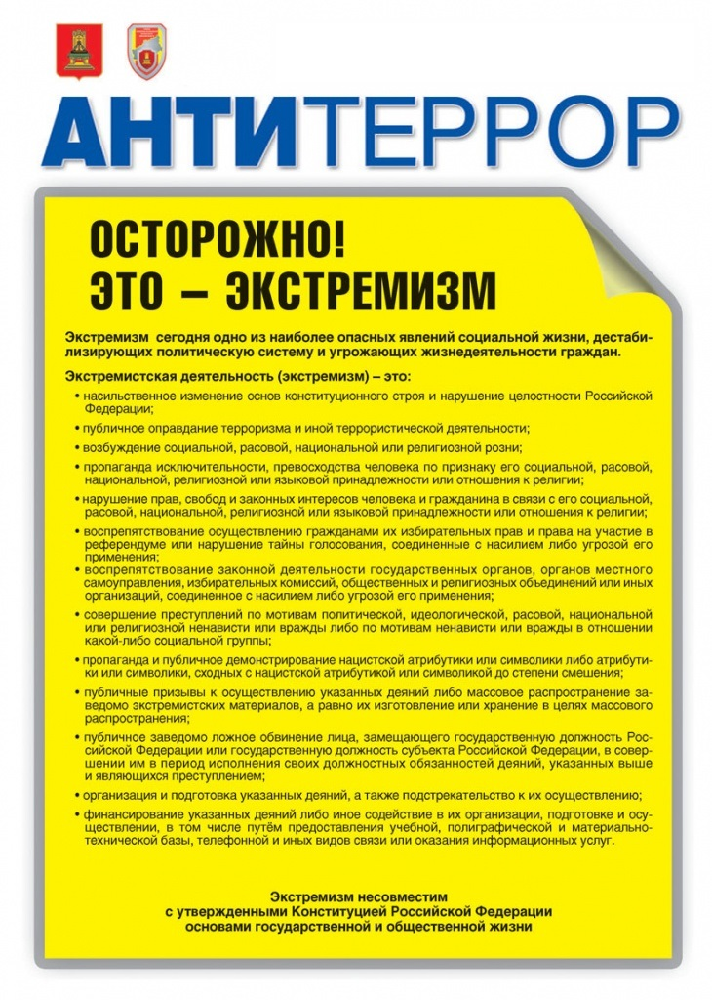 АНТИТЕРРОР
ОСТОРОЖНО!
ЭТО – ЭКСТРЕМИЗМ
Экстремизм сегодня одно из наиболее опасных явлений социальной жизни, дестаби-
лизирующих политическую систему и угрожающих жизнедеятельности граждан.
Экстремистская деятельность (экстремизм) – это:
• насильственное изменение основ конституционного строя и нарушение целостности Российской
Федерации;
• публичное оправдание терроризма и иной террористической деятельности;
• возбуждение социальной, расовой, национальной или религиозной розни;
• пропаганда исключительности, превосходства человека по признаку его социальной, расовой,
национальной, религиозной или языковой принадлежности или отношения к религии;
• нарушение прав, свобод и законных интересов человека и гражданина в связи с его социальной,
расовой, национальной, религиозной или языковой принадлежности или отношения к религии;
• воспрепятствование осуществлению гражданами их избирательных прав и права на участие в
референдуме или нарушение тайны голосования, соединенные с насилием либо угрозой его
применения;
• воспрепятствование законной деятельности государственных органов, органов местного
самоуправления, избирательных комиссий, общественных и религиозных объединений или иных
организаций, соединенное с насилием либо угрозой его применения;
• совершение преступлений по мотивам политической, идеологической, расовой, национальной
или религиозной ненависти или вражды либо по мотивам ненависти или вражды в отношении
какой-либо социальной группы;
• пропаганда и публичное демонстрирование нацистской атрибутики или символики либо атрибути-
ки или символики, сходных с нацистской атрибутикой или символикой до степени смешения;
• публичные призывы к осуществлению указанных деяний либо массовое распространение за-
ведомо экстремистских материалов, а равно их изготовление или хранение в целях массового
распространения;
• публичное заведомо ложное обвинение лица, замещающего государственную должность Рос-
сийской Федерации или государственную должность субъекта Российской Федерации, в совер-
шении им в период исполнения своих должностных обязанностей деяний, указанных выше
и являющихся преступлением;
• организация и подготовка указанных деяний, а также подстрекательство к их осуществлению;
• финансирование указанных деяний либо иное содействие в их организации, подготовке и осу-
ществлении, в том числе путём предоставления учебной, полиграфической и материально-
технической базы, телефонной и иных видов связи или оказания информационных услуг.
Экстремизм несовместим
с утвержденными Конституцией Российской Федерации
основами государственной и общественной жизни